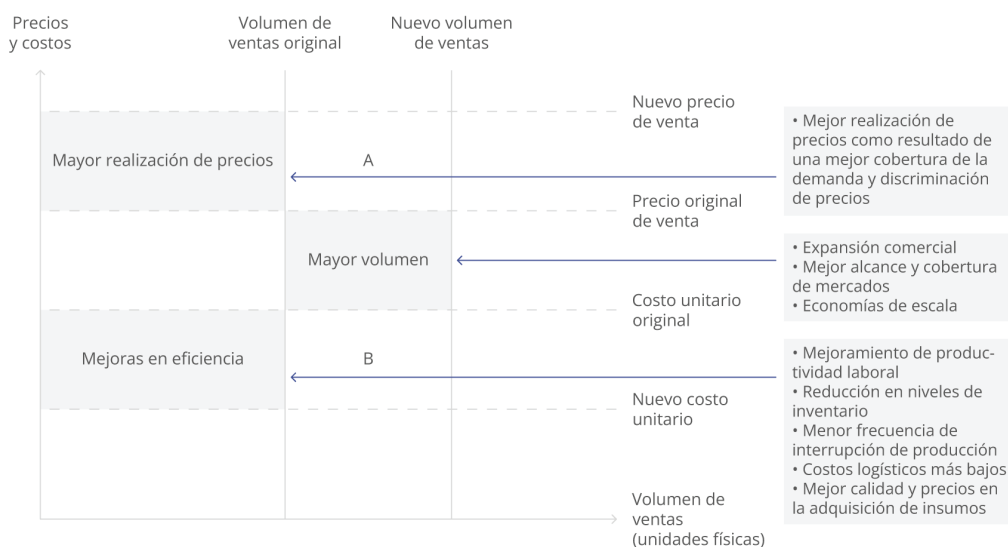 Precios
y costos
Volumen de
ventas original
Nuevo volumen
de ventas
Nuevo precio
de venta
Mayor realización de precios
A
• Mejor realización de
precios como resultado de
una mejor cobertura de la
demanda y discriminación
de precios
Precio original
de venta
Mayor volumen
• Expansión comercial
• Mejor alcance y cobertura
de mercados
• Economías de escala
Costo unitario
original
Mejoras en eficiencia
B
• Mejoramiento de produc-
tividad laboral
• Reducción en niveles de
inventario
• Menor frecuencia de
interrupción de producción
• Costos logísticos más bajos
• Mejor calidad y precios en
la adquisición de insumos
Nuevo costo
unitario
Volumen de
ventas
(unidades físicas)